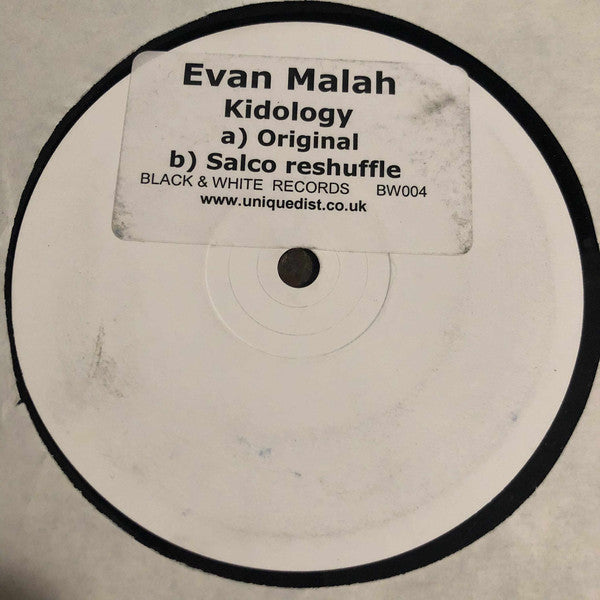 Evan Malah
Kidology
a) Original
b) Salco reshuffle
BLACK & WHITE RECORDS BW004
www.uniquedist.co.uk